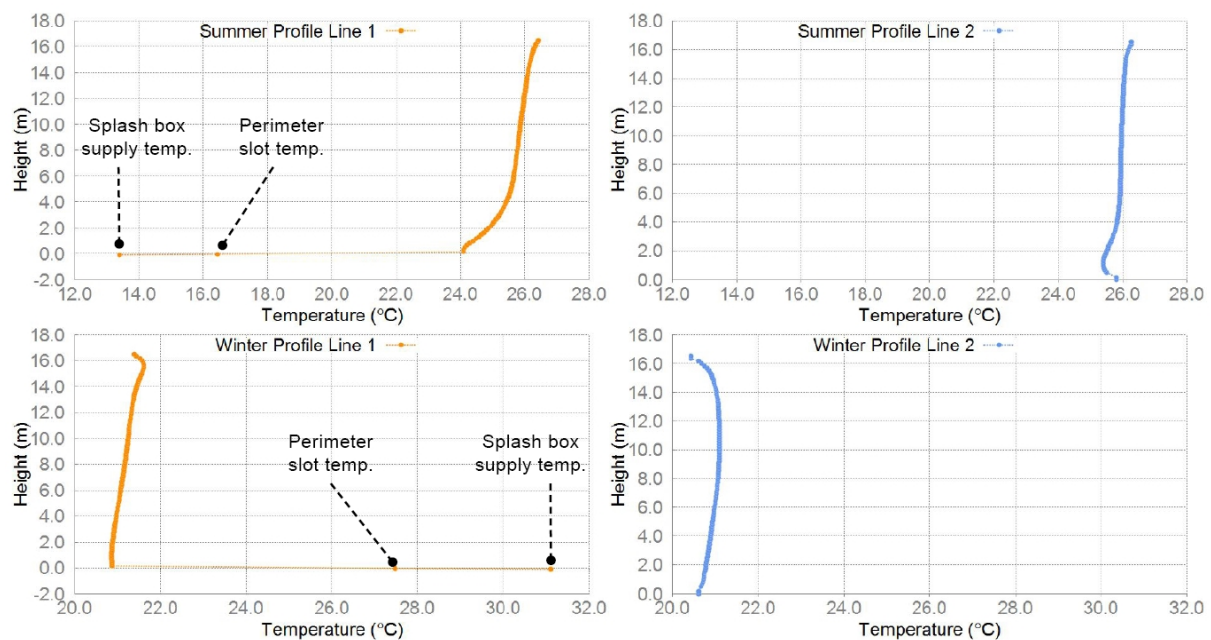 18.0
16.0
14.0
12.0
10.0
8.0
6.0
4.0
2.0
0.0
-2.0
Height (m)
Summer Profile Line 1
Splash box
supply temp.
Perimeter
slot temp.
12.0 14.0 16.0 18.0 20.0 22.0 24.0 26.0 28.0
Temperature (°C)
18.0
16.0
14.0
12.0
10.0
8.0
6.0
4.0
2.0
0.0
Height (m)
Summer Profile Line 2
12.0 14.0 16.0 18.0 20.0 22.0 24.0 26.0 28.0
Temperature (°C)
18.0
16.0
14.0
12.0
10.0
8.0
6.0
4.0
2.0
0.0
-2.0
Height (m)
Winter Profile Line 1
Perimeter
slot temp.
Splash box
supply temp.
20.0 22.0 24.0 26.0 28.0 30.0 32.0
Temperature (°C)
18.0
16.0
14.0
12.0
10.0
8.0
6.0
4.0
2.0
0.0
Height (m)
Winter Profile Line 2
20.0 22.0 24.0 26.0 28.0 30.0 32.0
Temperature (°C)